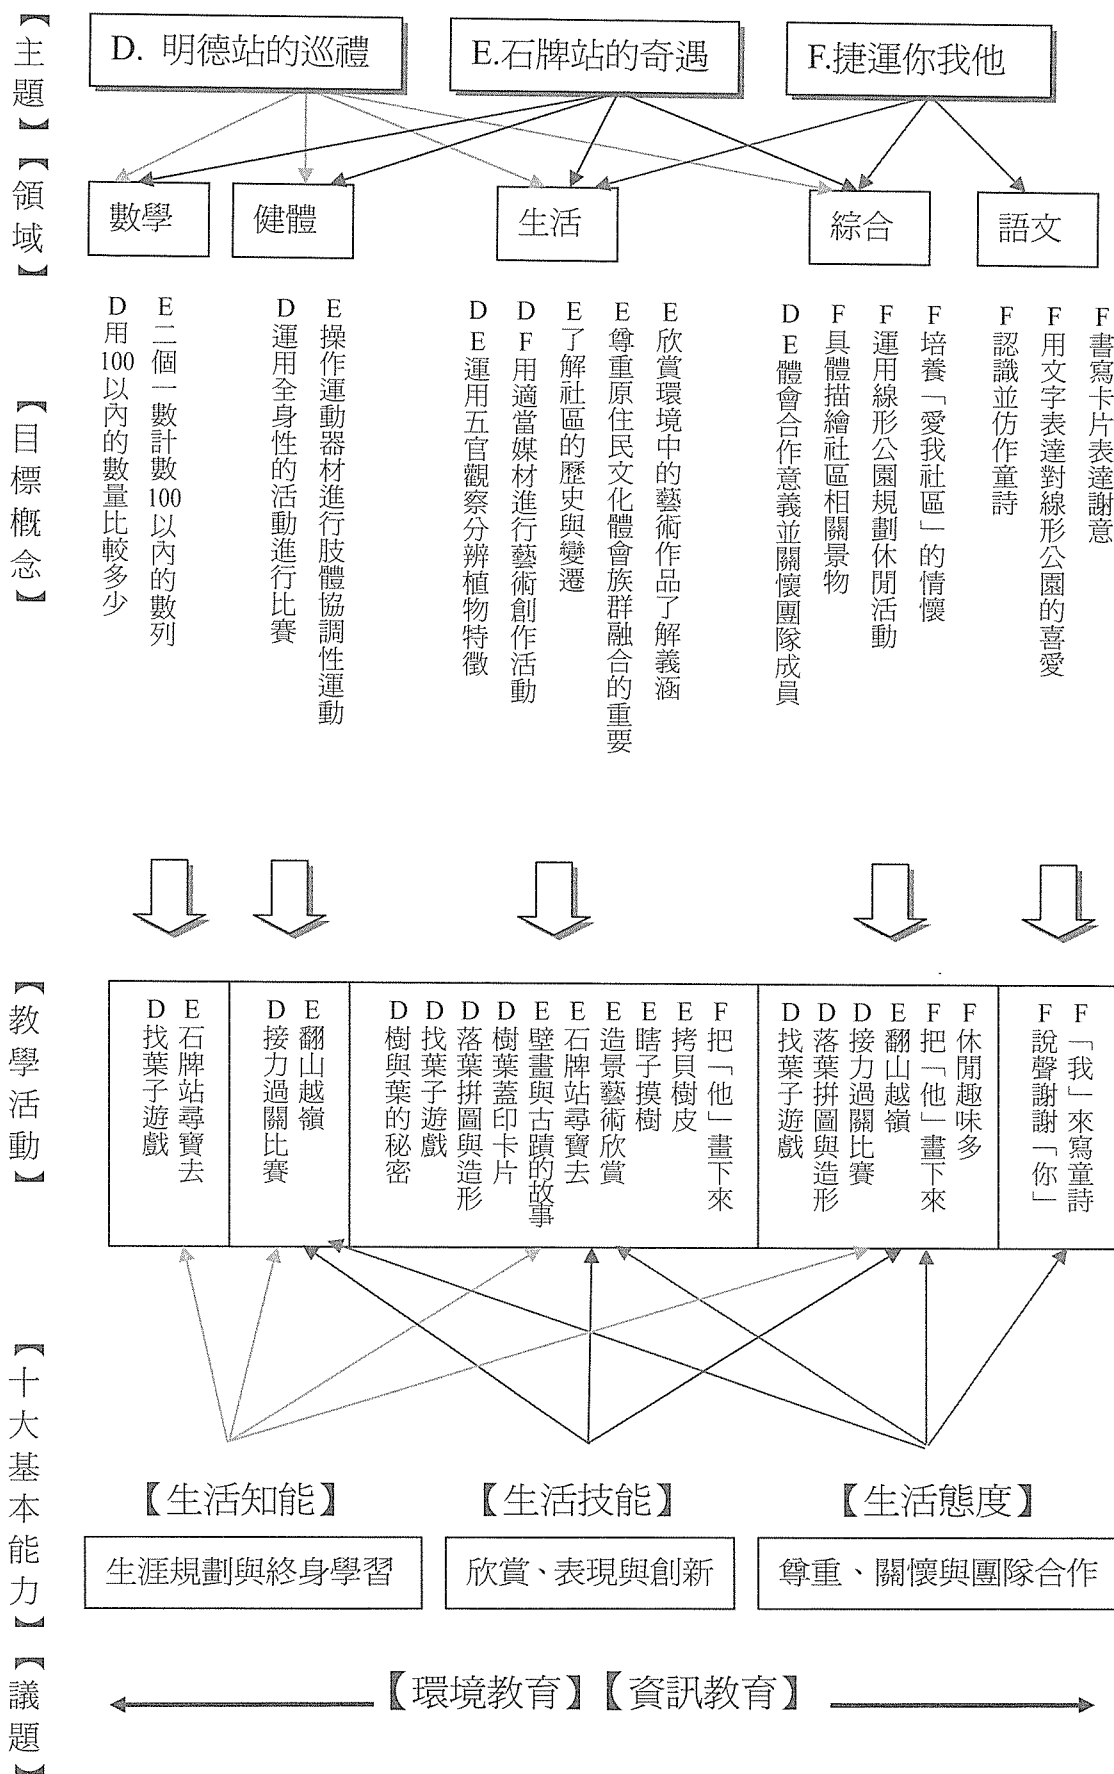 【主題】
D. 明德站的巡禮
E.石牌站的奇遇
F.捷運你我他
【領域】
數學
健體
生活
綜合
語文
【目標概念】
D 用 100 以內的數量比較多少
E 二個一數計數 100 以內的數列
D 運用全身性的活動進行比賽
E 操作運動器材進行肢體協調性運動
D E 運用五官觀察分辨植物特徵
D F 用適當媒材進行藝術創作活動
E 了解社區的歷史與變遷
E 尊重原住民文化體會族群融合的重要
E 欣賞環境中的藝術作品了解義涵
D E 體會合作意義並關懷團隊成員
F 具體描繪社區相關景物
F 運用線形公園規劃休閒活動
F 培養「愛我社區」的情懷
F 認識並仿作童詩
F 用文字表達對線形公園的喜愛
F 書寫卡片表達謝意
【教學活動】
D 找葉子遊戲
E 石牌站尋寶去
D 接力過關比賽
E 翻山越嶺
D 樹與葉的秘密
D 找葉子遊戲
D 落葉拼圖與造形
D 樹葉蓋印卡片
E 壁畫與古蹟的故事
E 石牌站尋寶去
E 造景藝術欣賞
E 瞎子摸樹
E 拷貝樹皮
F 把「他」畫下來
D 找葉子遊戲
D 落葉拼圖與造形
D 接力過關比賽
E 翻山越嶺
F 把「他」畫下來
F 休閒趣味多
F 說聲謝謝「你」
F 「我」來寫童詩
【十大基本能力】
【生活知能】
【生活技能】
【生活態度】
生涯規劃與終身學習
欣賞、表現與創新
尊重、關懷與團隊合作
【議題】
【環境教育】【資訊教育】